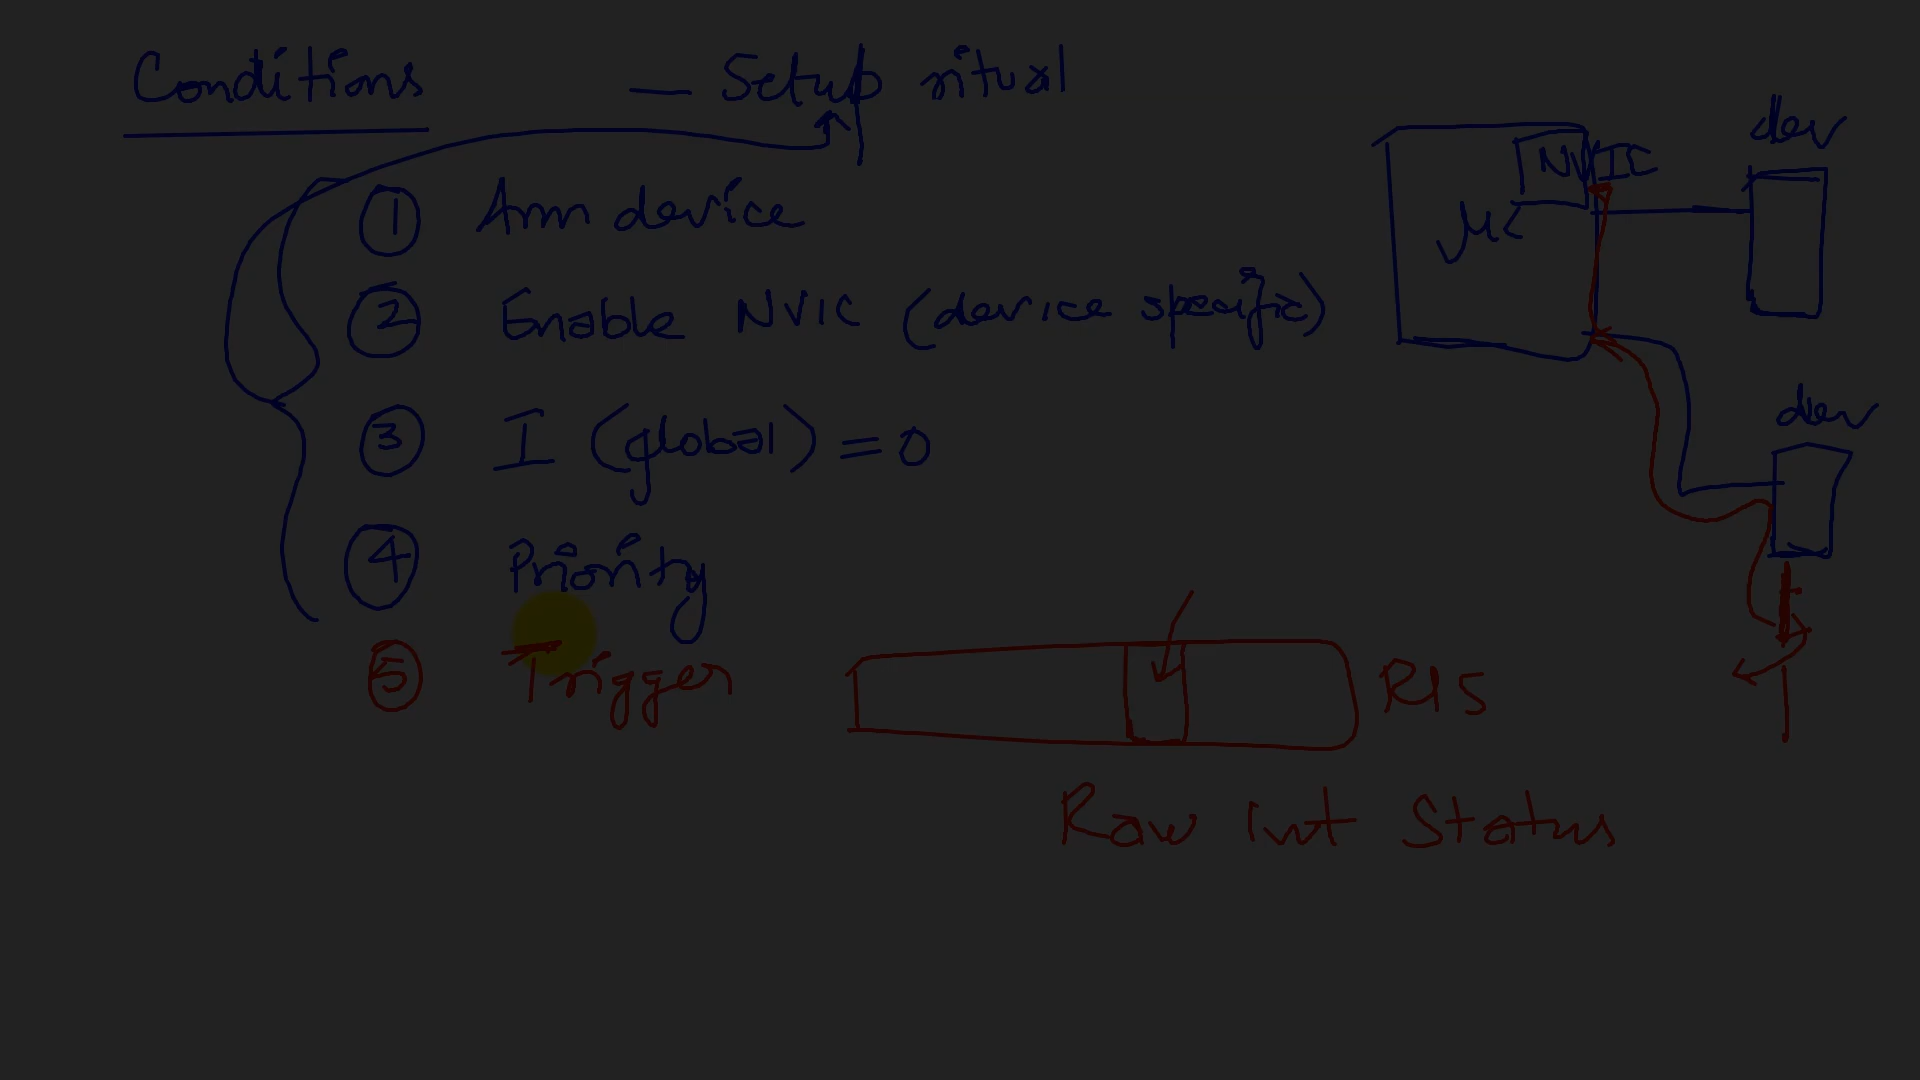 Conditions — Setup ritual
1 Arm device
2 Enable NVIC (device specific)
3 I (global) = 0
4 Priority
5 Trigger
RIS
Raw Int Status
NVIC
μC
dev
dev